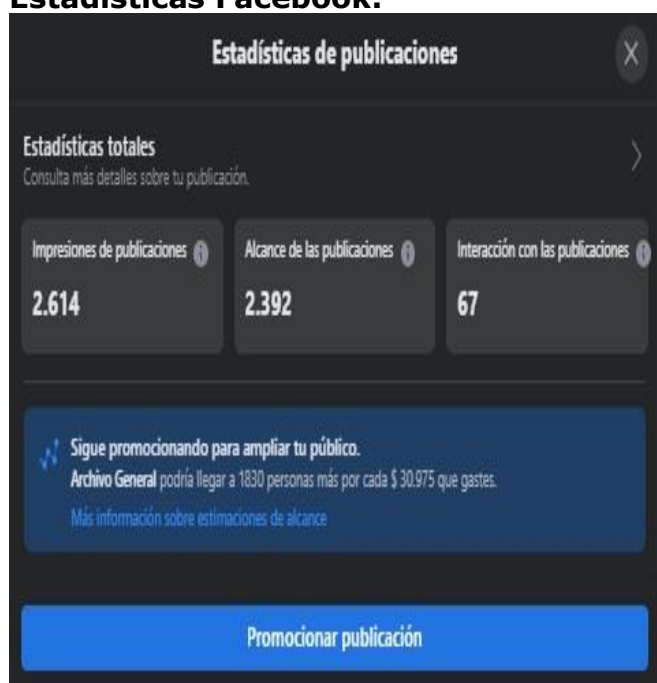 Estadísticas Facebook:
Estadísticas de publicaciones
Estadísticas totales
Consulta más detalles sobre tu publicación.
Impresiones de publicaciones
Alcance de las publicaciones
Interacción con las publicaciones
2.614
2.392
67
Sigue promocionando para ampliar tu público.
Archivo General podría llegar a 1830 personas más por cada $ 30.975 que gastes.
Más información sobre estimaciones de alcance
Promocionar publicación